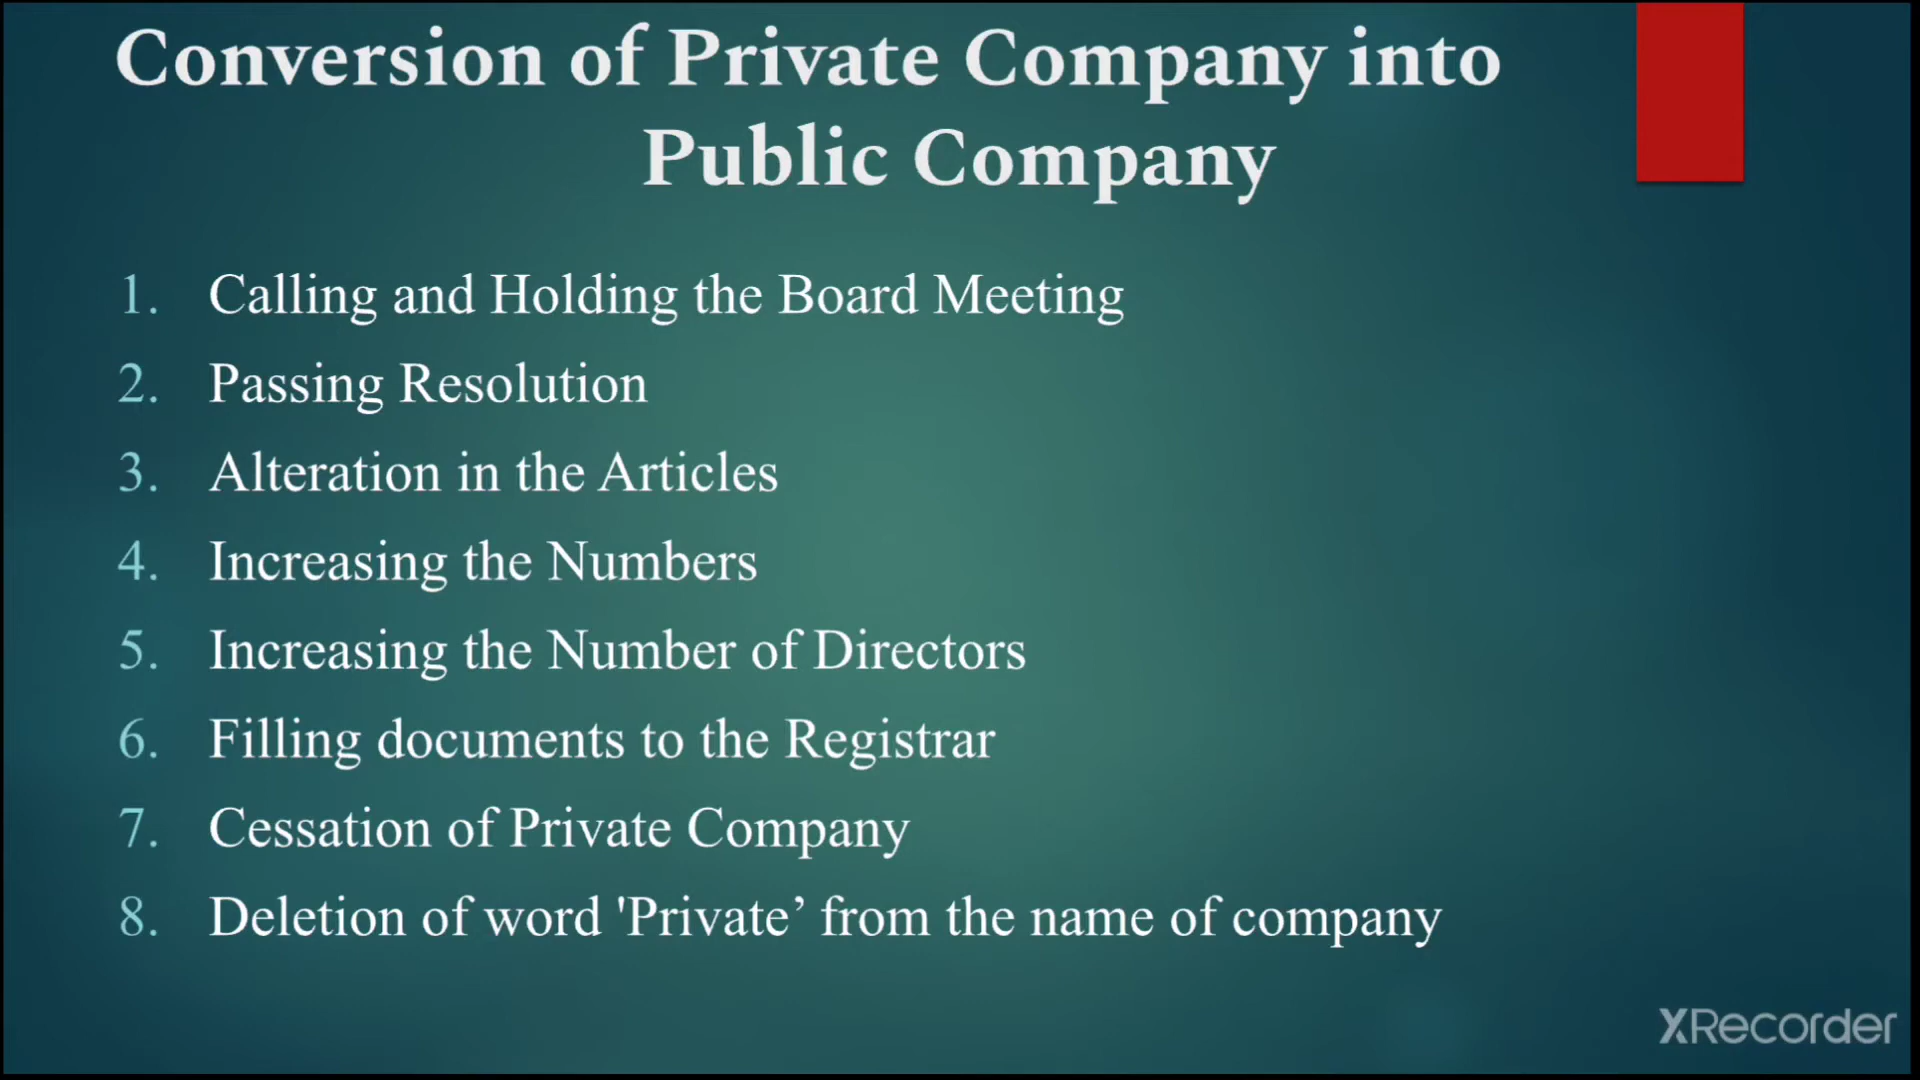 Conversion of Private Company into
Public Company
1. Calling and Holding the Board Meeting
2. Passing Resolution
3. Alteration in the Articles
4. Increasing the Numbers
5. Increasing the Number of Directors
6. Filling documents to the Registrar
7. Cessation of Private Company
8. Deletion of word 'Private’ from the name of company
XRecorder